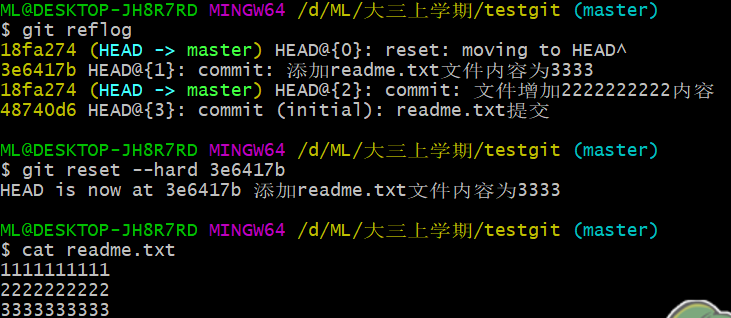 ML@DESKTOP-JH8R7RD MINGW64 /d/ML/大三上学期/testgit (master)
$ git reflog
18fa274 (HEAD -> master) HEAD@{0}: reset: moving to HEAD^
3e6417b HEAD@{1}: commit: 添加readme.txt文件内容为3333
18fa274 (HEAD -> master) HEAD@{2}: commit: 文件增加2222222222内容
48740d6 HEAD@{3}: commit (initial): readme.txt提交
ML@DESKTOP-JH8R7RD MINGW64 /d/ML/大三上学期/testgit (master)
$ git reset --hard 3e6417b
HEAD is now at 3e6417b 添加readme.txt文件内容为3333
ML@DESKTOP-JH8R7RD MINGW64 /d/ML/大三上学期/testgit (master)
$ cat readme.txt
1111111111
2222222222
3333333333